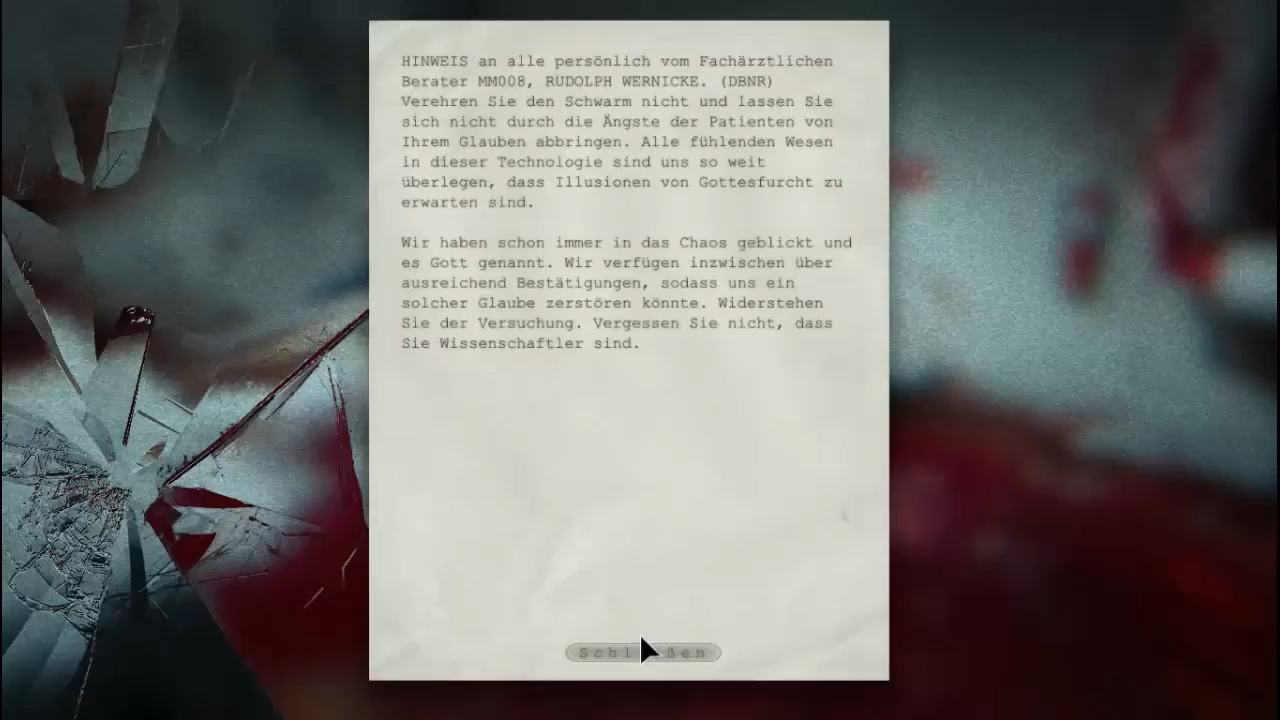 HINWEIS an alle persönlich vom Fachärztlichen
Berater MM008, RUDOLPH WERNICKE. (DBNR)
Verehren Sie den Schwarm nicht und lassen Sie
sich nicht durch die Ängste der Patienten von
Ihrem Glauben abbringen. Alle fühlenden Wesen
in dieser Technologie sind uns so weit
überlegen, dass Illusionen von Gottesfurcht zu
erwarten sind.
Wir haben schon immer in das Chaos geblickt und
es Gott genannt. Wir verfügen inzwischen über
ausreichend Bestätigungen, sodass uns ein
solcher Glaube zerstören könnte. Widerstehen
Sie der Versuchung. Vergessen Sie nicht, dass
Sie Wissenschaftler sind.
Schließen